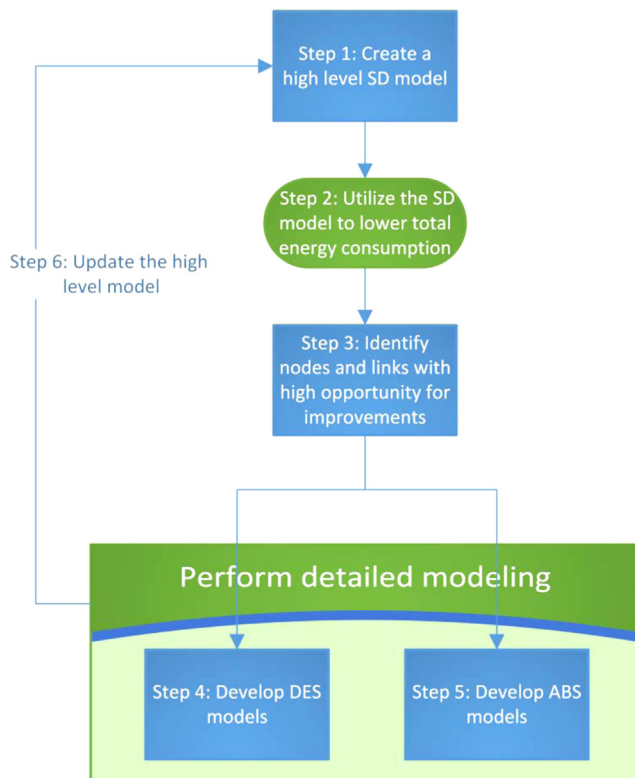 Step 1: Create a
high level SD model
Step 2: Utilize the SD
model to lower total
energy consumption
Step 6: Update the high
level model
Step 3: Identify
nodes and links with
high opportunity for
improvements
Perform detailed modeling
Step 4: Develop DES
models
Step 5: Develop ABS
models